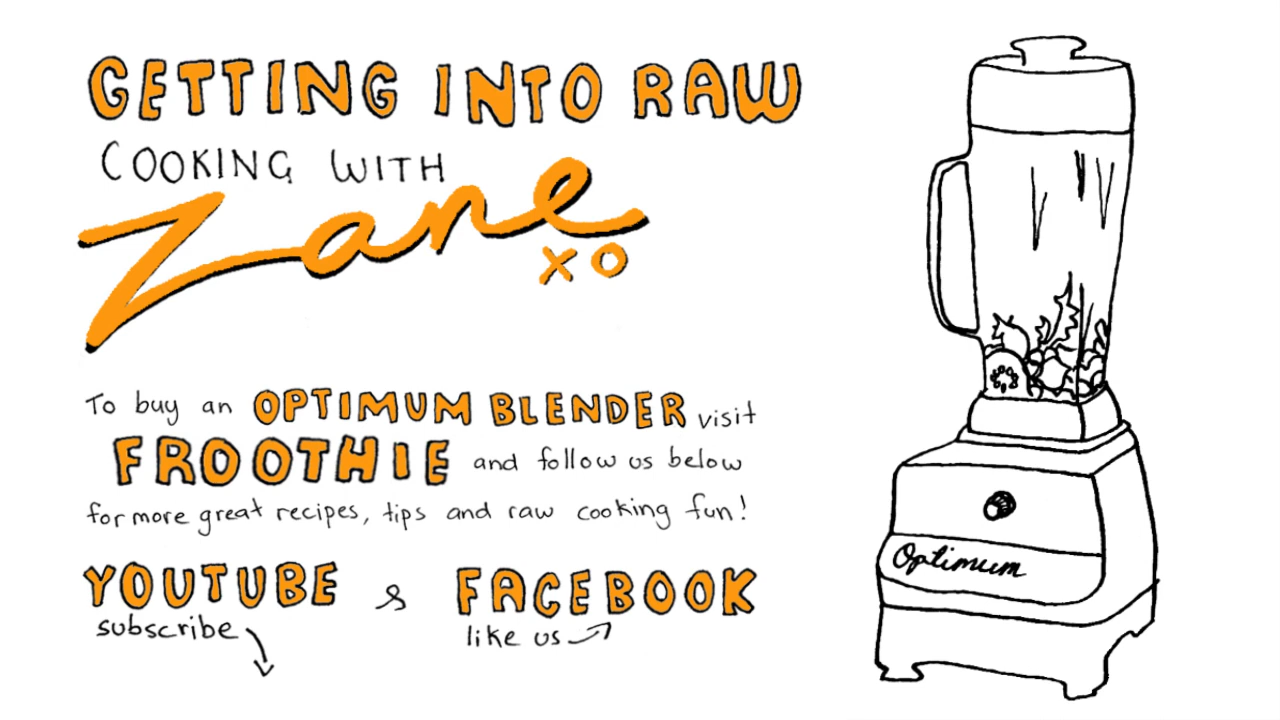 GETTING INTO RAW
COOKING WITH
Zane
XO
To buy an OPTIMUM BLENDER visit
FROOTHIE and follow us below
for more great recipes, tips and raw cooking fun!
YOUTUBE & FACEBOOK
subscribe like us
Optimum